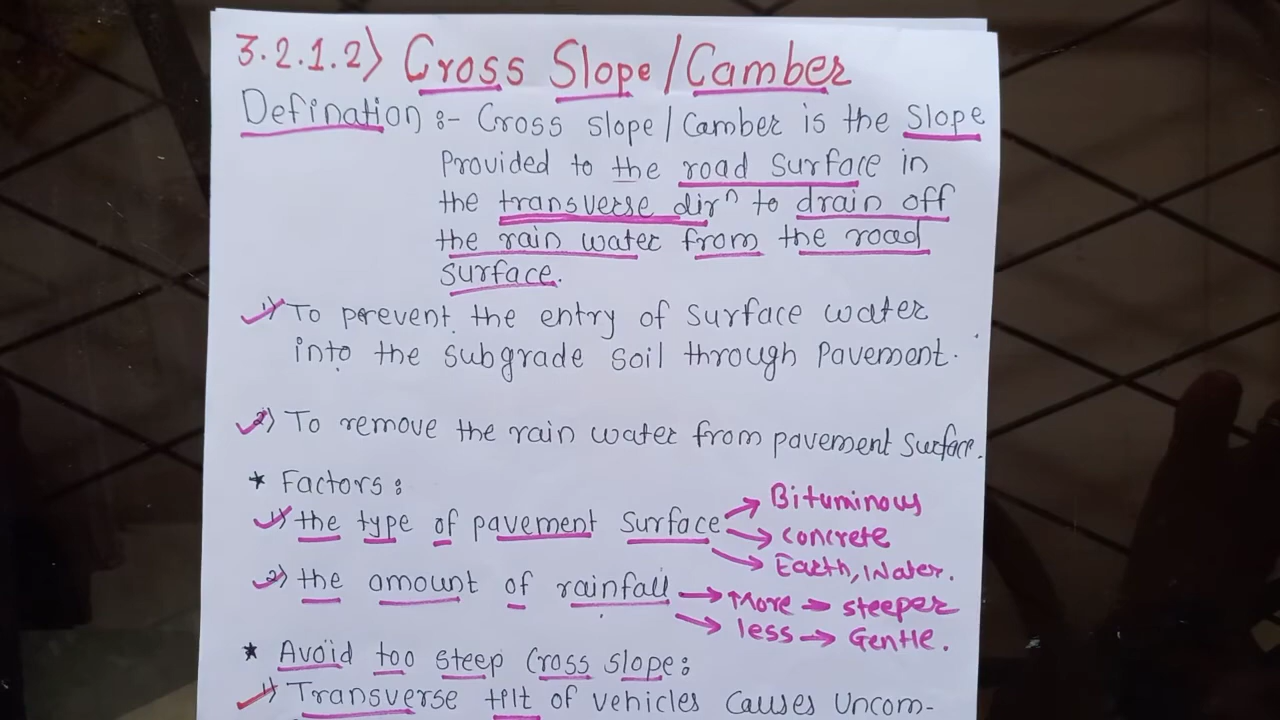 3.2.1.2) Cross Slope/Camber
Defination :- Cross slope/Camber is the Slope
Provided to the road surface in
the transverse dirⁿ to drain off
the rain water from the road
surface.
1) To prevent the entry of surface water
into the subgrade soil through Pavement.
2) To remove the rain water from pavement surface.
* Factors :
1) the type of pavement surface → Bituminous
→ concrete
→ Earth, Water.
2) the amount of rainfall → More → steeper
→ less → Gentle.
* Avoid too steep Cross slope:
1) Transverse tilt of vehicles causes Uncom-